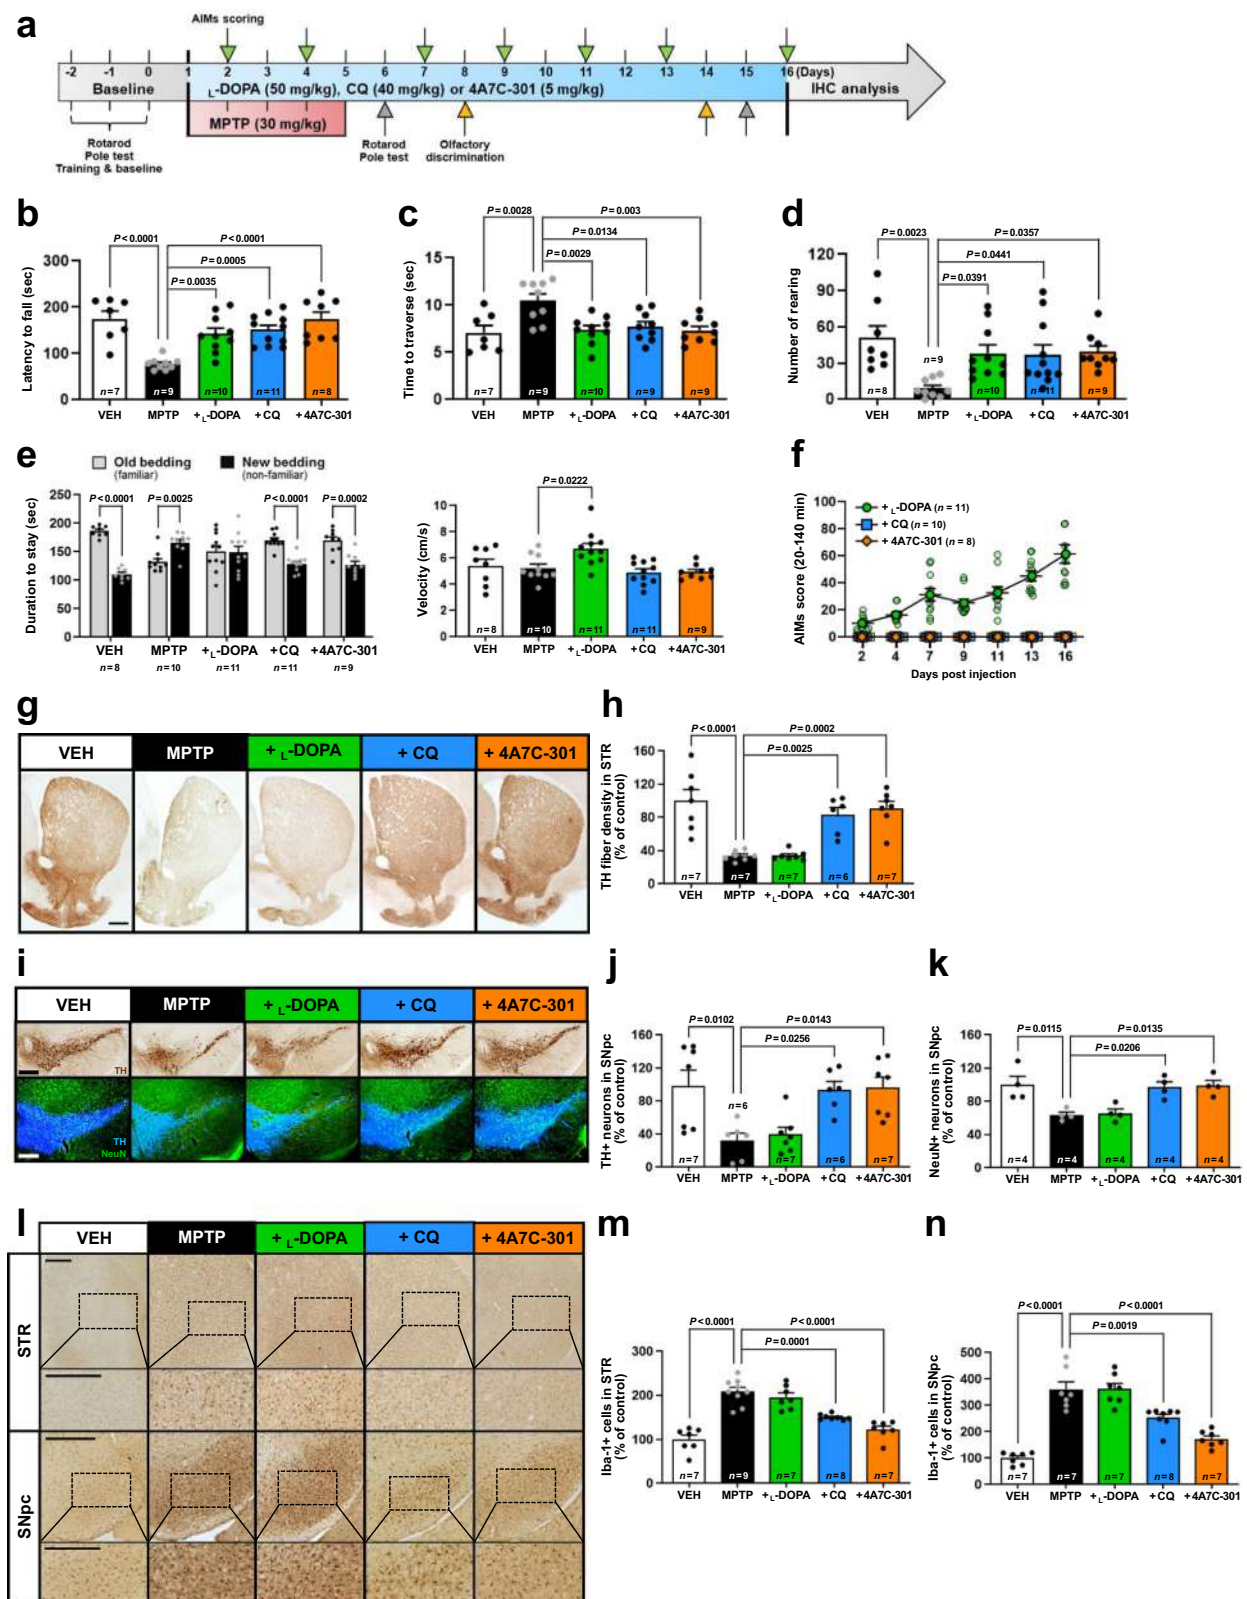 a
AIMs scoring
-2 -1 0 1 2 3 4 5 6 7 8 9 10 11 12 13 14 15 16 (Days)
Baseline
L-DOPA (50 mg/kg), CQ (40 mg/kg) or 4A7C-301 (5 mg/kg)
IHC analysis
MPTP (30 mg/kg)
Rotarod
Pole test
Training & baseline
Rotarod
Pole test
Olfactory
discrimination
b
Latency to fall (sec)
300
200
100
0
P < 0.0001
P < 0.0001
P = 0.0005
P = 0.0035
n=7
n=9
n=10
n=11
n=8
VEH MPTP + L-DOPA + CQ + 4A7C-301
c
Time to traverse (sec)
15
10
5
0
P = 0.0028
P = 0.003
P = 0.0134
P = 0.0029
n=7
n=9
n=10
n=9
n=9
VEH MPTP + L-DOPA + CQ + 4A7C-301
d
Number of rearing
120
90
60
30
0
P = 0.0023
P = 0.0357
P = 0.0441
P = 0.0391
n=8
n=9
n=10
n=11
n=9
VEH MPTP + L-DOPA + CQ + 4A7C-301
e
Old bedding
(familiar)
New bedding
(non-familiar)
Duration to stay (sec)
250
200
150
100
50
0
P < 0.0001
P = 0.0025
P < 0.0001
P = 0.0002
VEH MPTP + L-DOPA + CQ + 4A7C-301
n=8 n=10 n=11 n=11 n=9
Velocity (cm/s)
10
8
6
4
2
0
P = 0.0222
n=8
n=10
n=11
n=11
n=9
VEH MPTP + L-DOPA + CQ + 4A7C-301
f
AIMs score (20-140 min)
100
80
60
40
20
0
+ L-DOPA (n = 11)
+ CQ (n = 10)
+ 4A7C-301 (n = 8)
2 4 7 9 11 13 16
Days post injection
g
VEH MPTP + L-DOPA + CQ + 4A7C-301
h
TH fiber density in STR
(% of control)
160
120
80
40
0
P < 0.0001
P = 0.0002
P = 0.0025
n=7
n=7
n=7
n=6
n=7
VEH MPTP + L-DOPA + CQ + 4A7C-301
i
VEH MPTP + L-DOPA + CQ + 4A7C-301
TH
TH
NeuN
j
TH+ neurons in SNpc
(% of control)
160
120
80
40
0
P = 0.0102
P = 0.0143
P = 0.0256
n=7
n=6
n=7
n=6
n=7
VEH MPTP + L-DOPA + CQ + 4A7C-301
k
NeuN+ neurons in SNpc
(% of control)
160
120
80
40
0
P = 0.0115
P = 0.0135
P = 0.0206
n=4
n=4
n=4
n=4
n=4
VEH MPTP + L-DOPA + CQ + 4A7C-301
l
VEH MPTP + L-DOPA + CQ + 4A7C-301
STR
SNpc
m
Iba-1+ cells in STR
(% of control)
300
200
100
0
P < 0.0001
P < 0.0001
P = 0.0001
n=7
n=9
n=7
n=8
n=7
VEH MPTP + L-DOPA + CQ + 4A7C-301
n
Iba-1+ cells in SNpc
(% of control)
500
400
300
200
100
0
P < 0.0001
P < 0.0001
P = 0.0019
n=7
n=7
n=7
n=8
n=7
VEH MPTP + L-DOPA + CQ + 4A7C-301